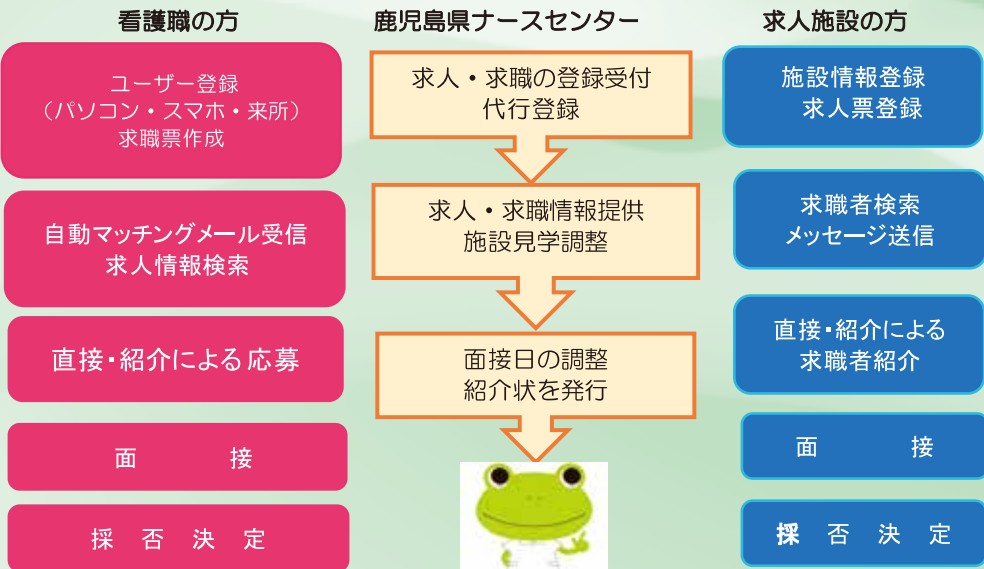 看護職の方
鹿児島県ナースセンター
求人施設の方
ユーザー登録
（パソコン・スマホ・来所）
求職票作成
求人・求職の登録受付
代行登録
施設情報登録
求人票登録
自動マッチングメール受信
求人情報検索
求人・求職情報提供
施設見学調整
求職者検索
メッセージ送信
直接・紹介による応募
面接日の調整
紹介状を発行
直接・紹介による
求職者紹介
面　接
面　接
採 否 決 定
採 否 決 定